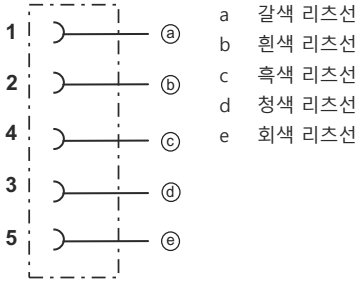 1 ⓐ
2 ⓑ
4 ⓒ
3 ⓓ
5 ⓔ
a 갈색 리츠선
b 흰색 리츠선
c 흑색 리츠선
d 청색 리츠선
e 회색 리츠선